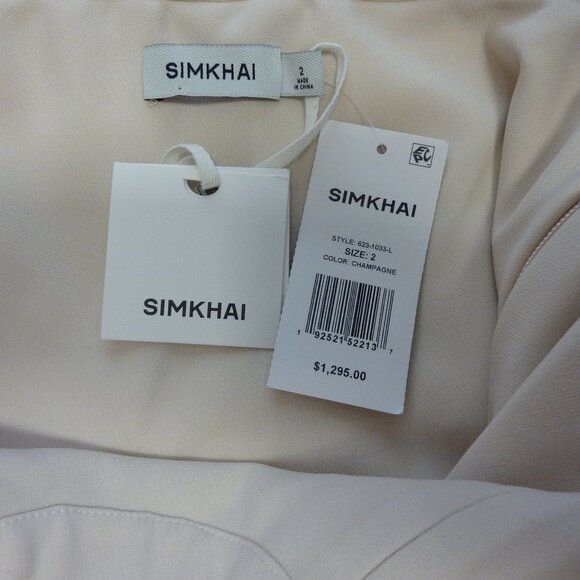 SIMKHAI
2
MADE
IN CHINA
SIMKHAI
EPC
SIMKHAI
STYLE: 623-1033-L
SIZE: 2
COLOR: CHAMPAGNE
1 92521 52213 7
$1,295.00